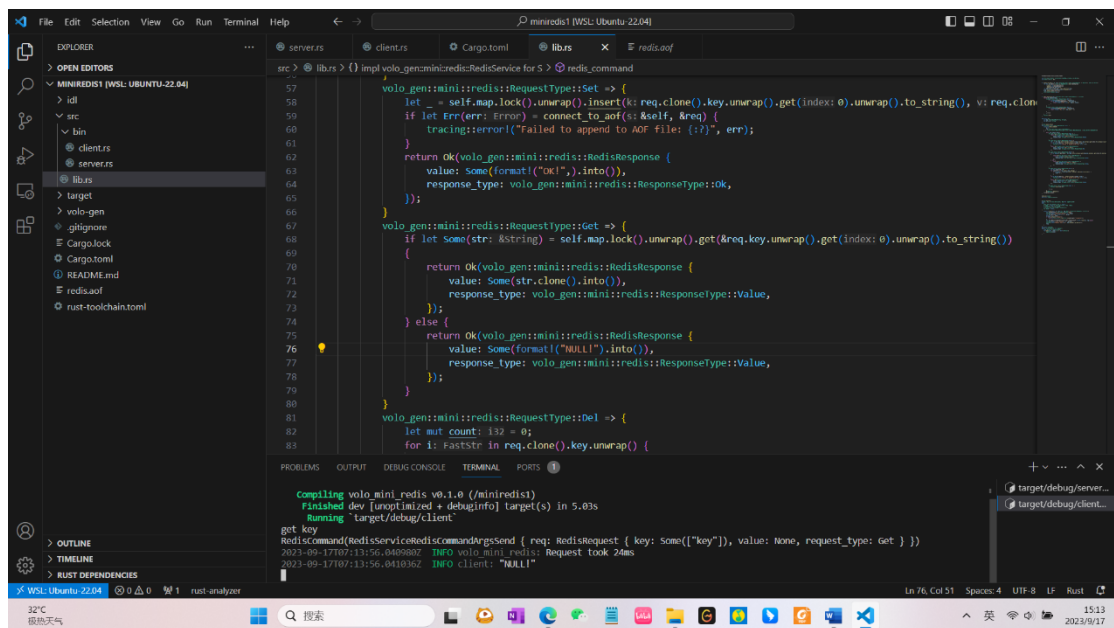 File Edit Selection View Go Run Terminal Help
miniredis1 [WSL: Ubuntu-22.04]
EXPLORER
server.rs client.rs Cargo.toml lib.rs redis.aof
OPEN EDITORS
src > lib.rs > {} impl volo_gen::mini::redis::RedisService for S > redis_command
MINIREDIS1 [WSL: UBUNTU-22.04]
idl
src
bin
client.rs
server.rs
lib.rs
target
volo-gen
.gitignore
Cargo.lock
Cargo.toml
README.md
redis.aof
rust-toolchain.toml
OUTLINE
TIMELINE
RUST DEPENDENCIES
56 }
57 volo_gen::mini::redis::RequestType::Set => {
58 let _ = self.map.lock().unwrap().insert(k: req.clone().key.unwrap().get(index: 0).unwrap().to_string(), v: req.clon
59 if let Err(err: Error) = connect_to_aof(s: &self, &req) {
60 tracing::error!("Failed to append to AOF file: {:?}", err);
61 }
62 return Ok(volo_gen::mini::redis::RedisResponse {
63 value: Some(format!("OK!",).into()),
64 response_type: volo_gen::mini::redis::ResponseType::Ok,
65 });
66 }
67 volo_gen::mini::redis::RequestType::Get => {
68 if let Some(str: &String) = self.map.lock().unwrap().get(&req.key.unwrap().get(index: 0).unwrap().to_string())
69 {
70 return Ok(volo_gen::mini::redis::RedisResponse {
71 value: Some(str.clone().into()),
72 response_type: volo_gen::mini::redis::ResponseType::Value,
73 });
74 } else {
75 return Ok(volo_gen::mini::redis::RedisResponse {
76 value: Some(format!("NULL!").into()),
77 response_type: volo_gen::mini::redis::ResponseType::Value,
78 });
79 }
80 }
81 volo_gen::mini::redis::RequestType::Del => {
82 let mut count: i32 = 0;
83 for i: FastStr in req.clone().key.unwrap() {
PROBLEMS OUTPUT DEBUG CONSOLE TERMINAL PORTS 1
Compiling volo_mini_redis v0.1.0 (/miniredis1)
Finished dev [unoptimized + debuginfo] target(s) in 5.03s
Running `target/debug/client`
get key
RedisCommand(RedisServiceRedisCommandArgsSend { req: RedisRequest { key: Some(["key"]), value: None, request_type: Get } })
2023-09-17T07:13:56.040980Z INFO volo_mini_redis: Request took 24ms
2023-09-17T07:13:56.041036Z INFO client: "NULL!"
target/debug/server...
target/debug/client...
WSL: Ubuntu-22.04 0 0 1 rust-analyzer
Ln 76, Col 51 Spaces: 4 UTF-8 LF Rust
32°C
极热天气
搜索
英
15:13
2023/9/17